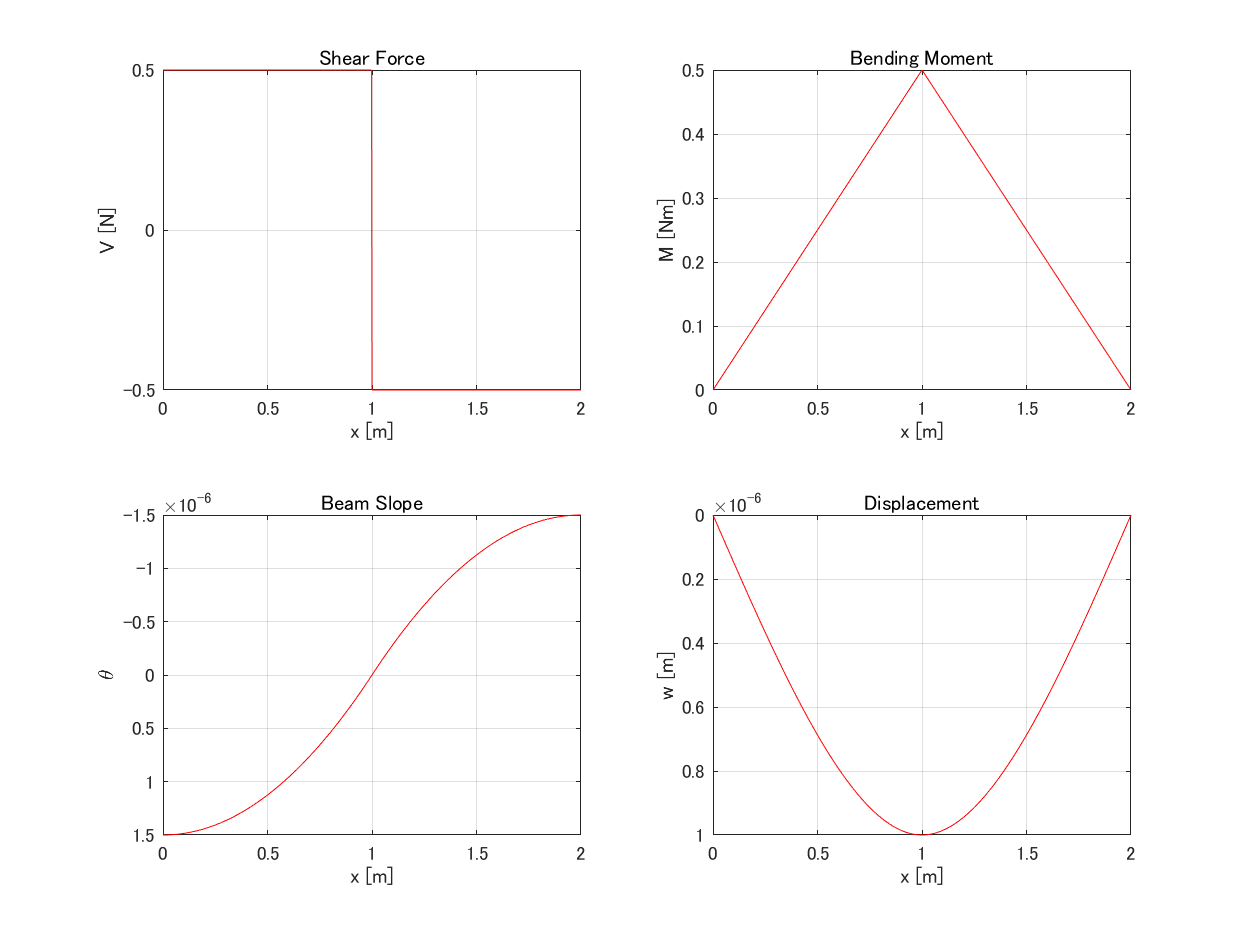 Shear Force
V [N]
0.5
0
−0.5
0 0.5 1 1.5 2
x [m]
Bending Moment
M [Nm]
0.5
0.4
0.3
0.2
0.1
0
0 0.5 1 1.5 2
x [m]
Beam Slope
×10⁻⁶
θ
−1.5
−1
−0.5
0
0.5
1
1.5
0 0.5 1 1.5 2
x [m]
Displacement
×10⁻⁶
w [m]
0
0.2
0.4
0.6
0.8
1
0 0.5 1 1.5 2
x [m]